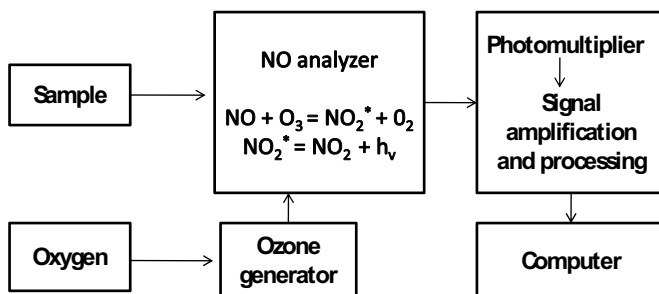 Sample
NO analyzer
NO + O₃ = NO₂* + 0₂
NO₂* = NO₂ + hᵥ
Photomultiplier
Signal
amplification
and processing
Oxygen
Ozone
generator
Computer